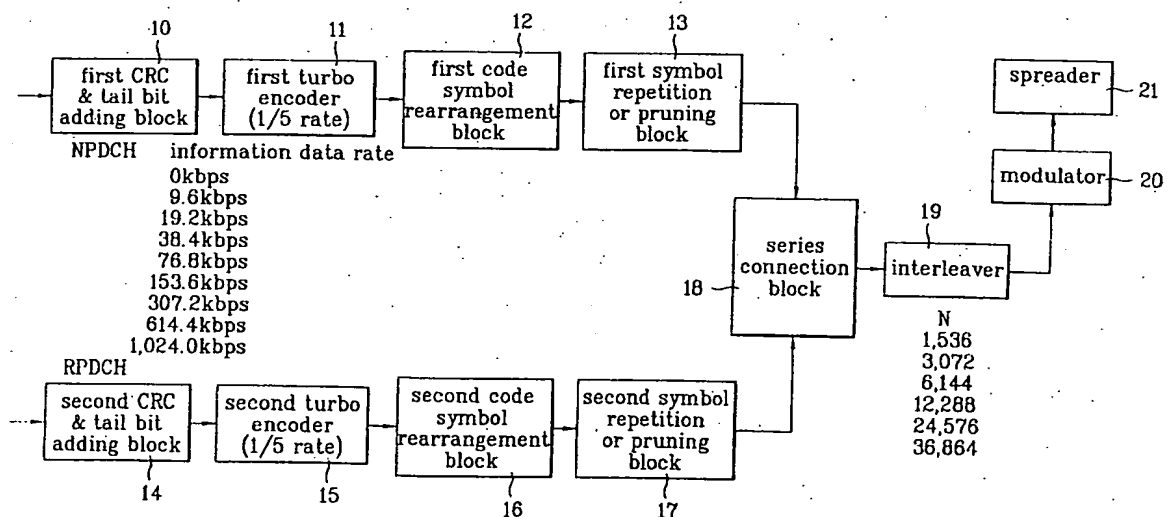 10
first CRC
& tail bit
adding block
11
first turbo
encoder
(1/5 rate)
12
first code
symbol
rearrangement
block
13
first symbol
repetition
or pruning
block
spreader
21
modulator
20
NPDCH information data rate
0kbps
9.6kbps
19.2kbps
38.4kbps
76.8kbps
153.6kbps
307.2kbps
614.4kbps
1,024.0kbps
series
connection
block
18
19
interleaver
N
1,536
3,072
6,144
12,288
24,576
36,864
RPDCH
second CRC
& tail bit
adding block
14
second turbo
encoder
(1/5 rate)
15
second code
symbol
rearrangement
block
16
second symbol
repetition
or pruning
block
17